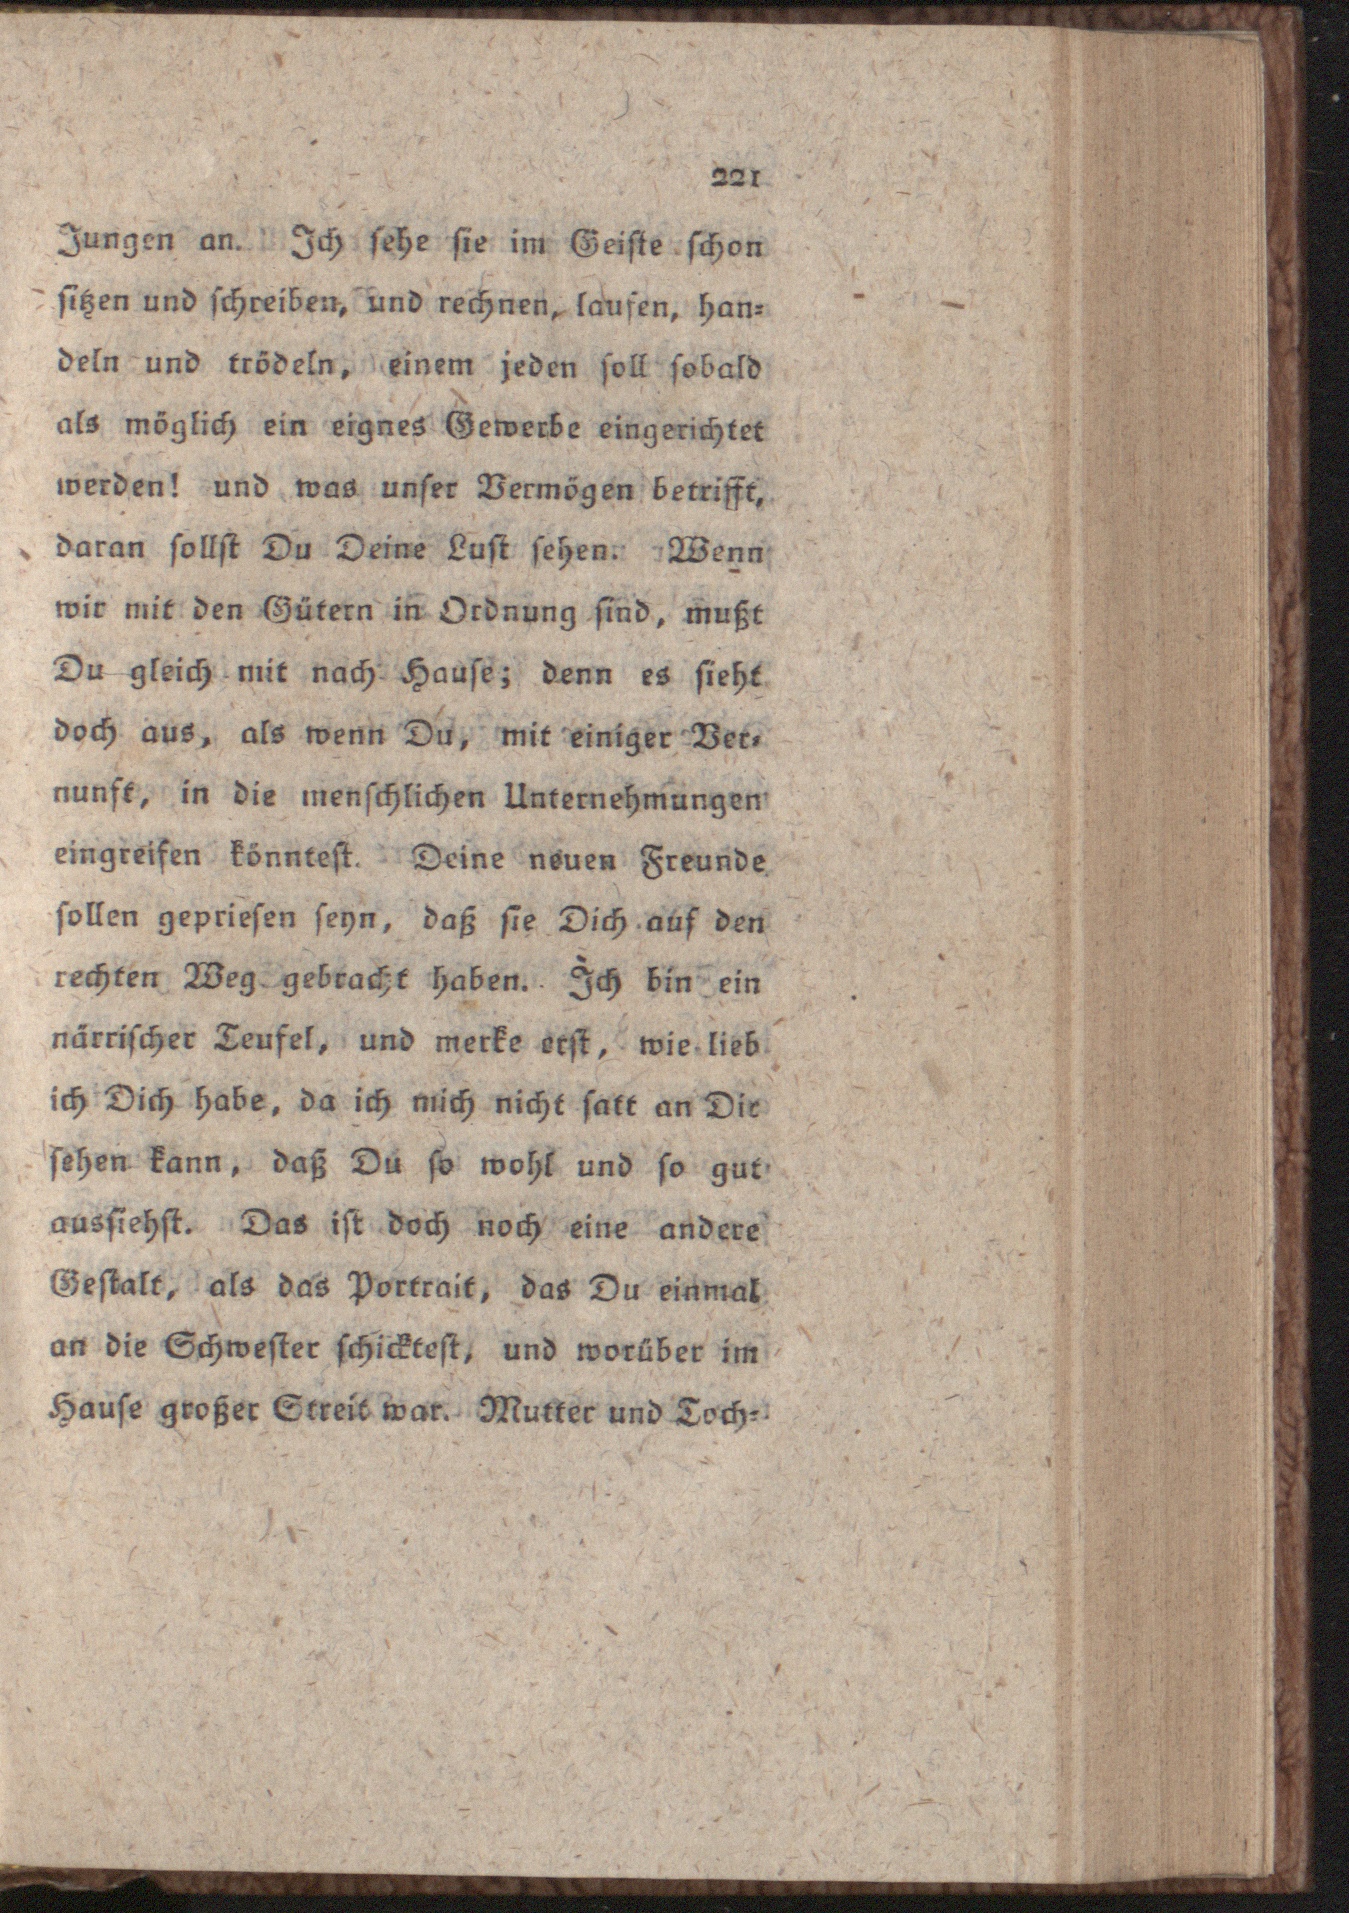 221
Jungen an. Ich ſehe ſie im Geiſte ſchon
ſitzen und ſchreiben, und rechnen, laufen, han⸗
deln und trödeln, einem jeden ſoll ſobald
als möglich ein eignes Gewerbe eingerichtet
werden! und was unſer Vermögen betrifft,
daran ſollſt Du Deine Luſt ſehen. Wenn
wir mit den Gütern in Ordnung ſind, mußt
Du gleich mit nach Hauſe; denn es ſieht
doch aus, als wenn Du, mit einiger Ver⸗
nunft, in die menſchlichen Unternehmungen
eingreifen könnteſt. Deine neuen Freunde
ſollen geprieſen ſeyn, daß ſie Dich auf den
rechten Weg gebracht haben. Ich bin ein
närriſcher Teufel, und merke erſt, wie lieb
ich Dich habe, da ich mich nicht ſatt an Dir
ſehen kann, daß Du ſo wohl und ſo gut
ausſiehſt. Das iſt doch noch eine andere
Geſtalt, als das Portrait, das Du einmal
an die Schweſter ſchickteſt, und worüber im
Hauſe großer Streit war. Mutter und Toch⸗